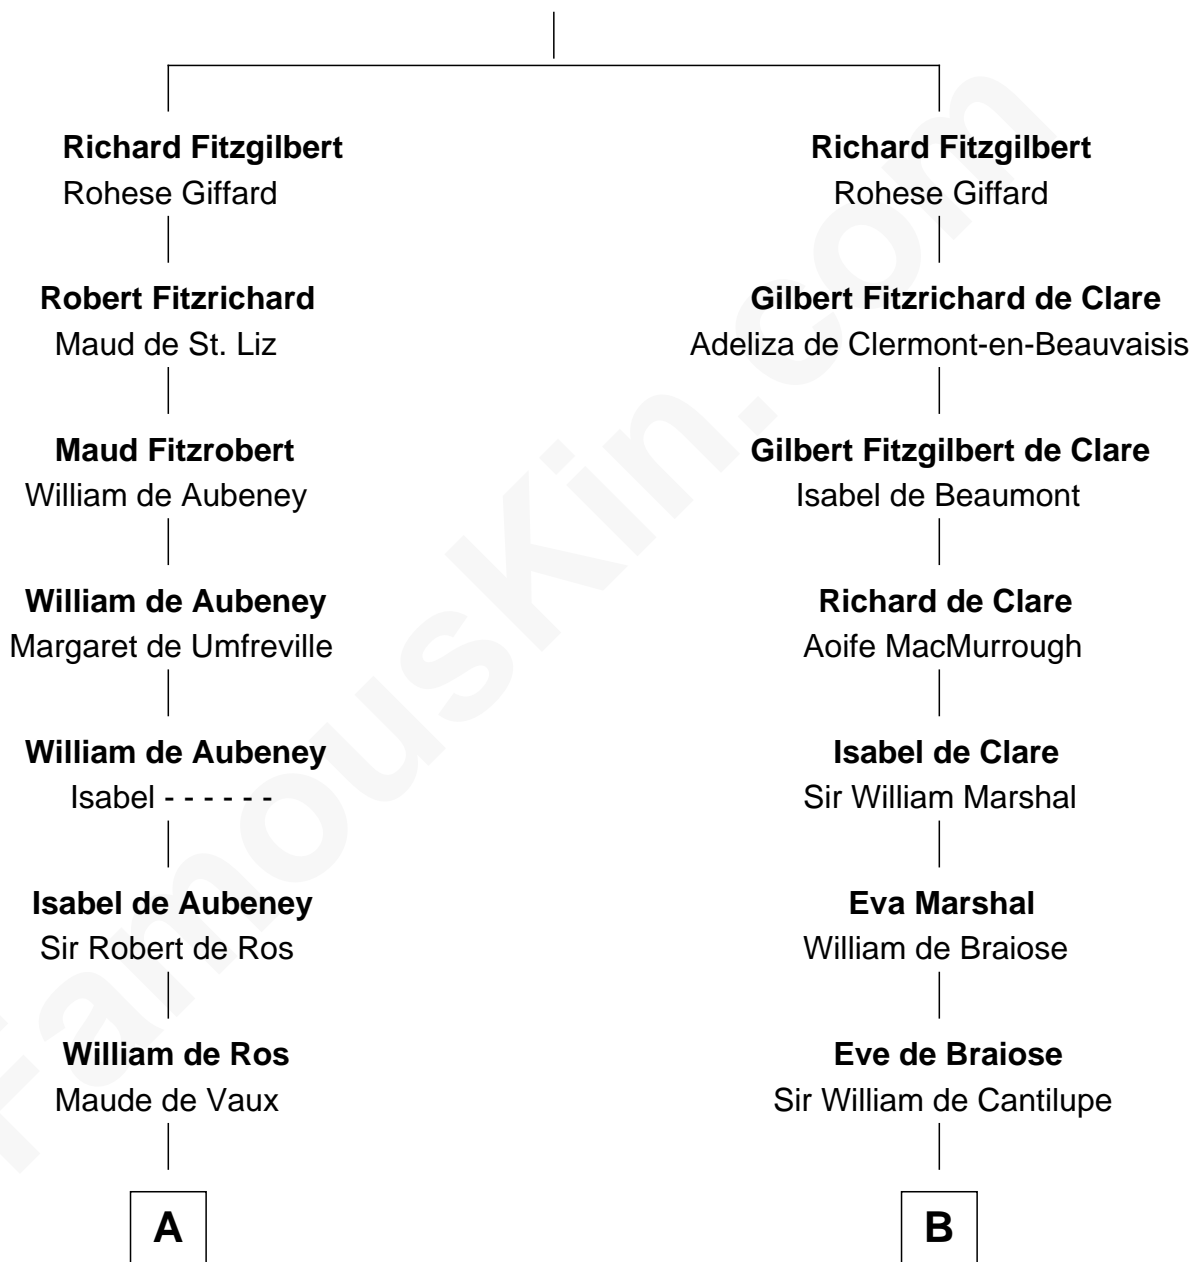 Richard Fitzgilbert
Rohese Giffard
Robert Fitzrichard
Maud de St. Liz
Maud Fitzrobert
William de Aubeney
William de Aubeney
Margaret de Umfreville
William de Aubeney
Isabel - - - - - -
Isabel de Aubeney
Sir Robert de Ros
William de Ros
Maude de Vaux
A
Richard Fitzgilbert
Rohese Giffard
Gilbert Fitzrichard de Clare
Adeliza de Clermont-en-Beauvaisis
Gilbert Fitzgilbert de Clare
Isabel de Beaumont
Richard de Clare
Aoife MacMurrough
Isabel de Clare
Sir William Marshal
Eva Marshal
William de Braiose
Eve de Braiose
Sir William de Cantilupe
B
FamousKin.com